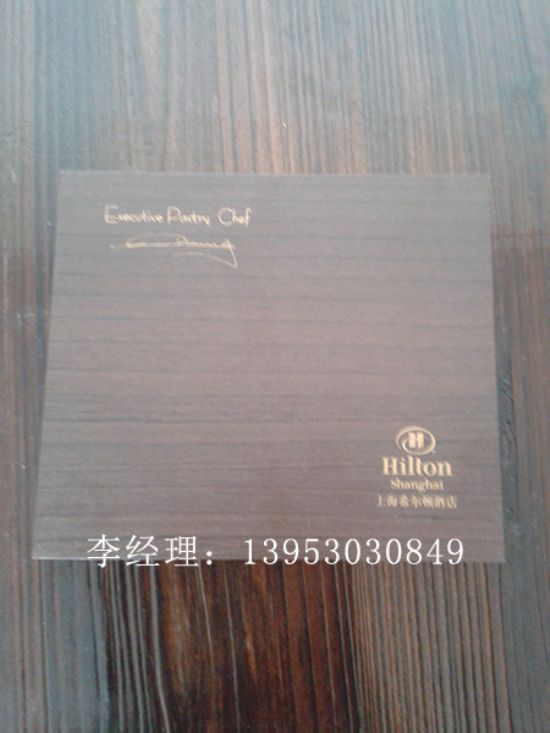 Executive Pastry Chef
Hilton
Shanghai
上海希尔顿酒店
李经理：13953030849